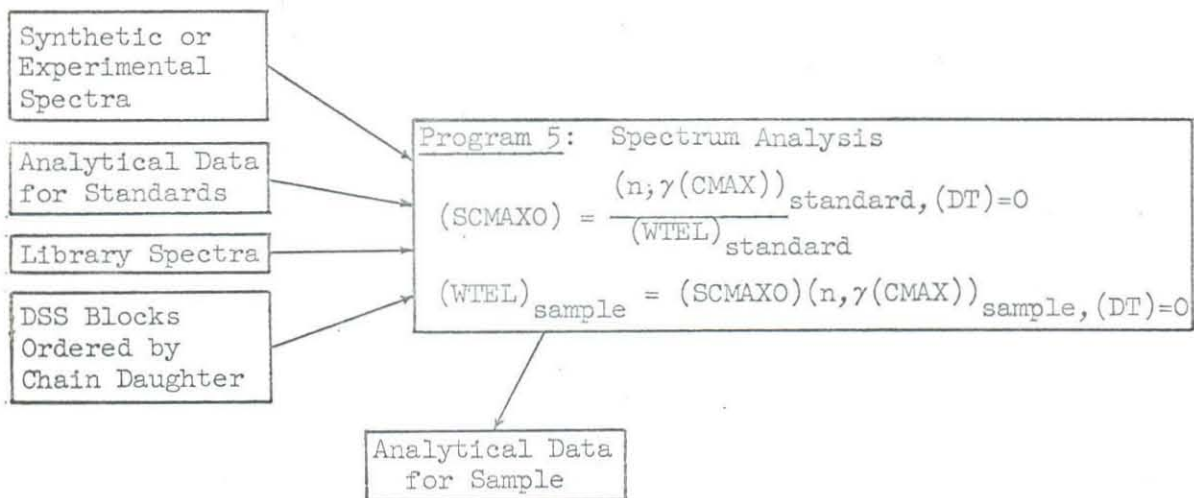 Synthetic or
Experimental
Spectra
Analytical Data
for Standards
Library Spectra
DSS Blocks
Ordered by
Chain Daughter
Program 5: Spectrum Analysis
(SCMAXO) = (n,γ(CMAX))standard,(DT)=0
(WTEL)standard
(WTEL)sample = (SCMAXO)(n,γ(CMAX))sample,(DT)=0
Analytical Data
for Sample